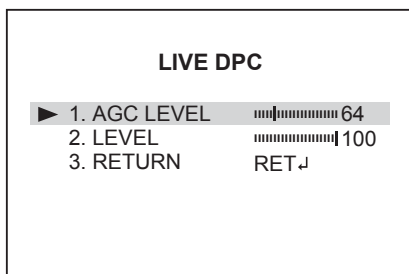 LIVE DPC
► 1. AGC LEVEL 64
2. LEVEL 100
3. RETURN RET↲